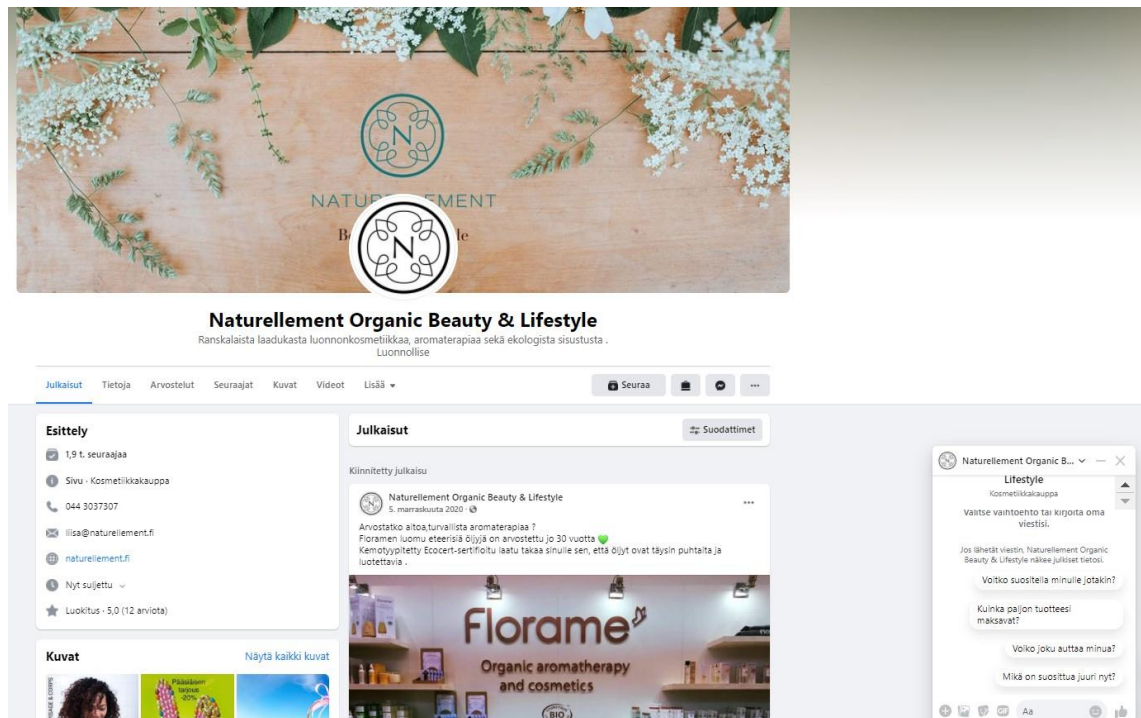 N
NATURELLEMENT
N
Naturellement Organic Beauty & Lifestyle
Ranskalaista laadukasta luonnonkosmetiikkaa, aromaterapiaa sekä ekologista sisustusta .
Luonnollise
Julkaisut Tietoja Arvostelut Seuraajat Kuvat Videot Lisää
Seuraa
Esittely
1,9 t. seuraajaa
Sivu · Kosmetiikkakauppa
044 3037307
liisa@naturellement.fi
naturellement.fi
Nyt suljettu
Luokitus · 5,0 (12 arviota)
Kuvat Näytä kaikki kuvat
Pääsiäisen
tarjous
-20%
Julkaisut Suodattimet
Kiinnitetty julkaisu
Naturellement Organic Beauty & Lifestyle
5. marraskuuta 2020 ·
Arvostatko aitoa,turvallista aromaterapiaa ?
Floramen luomu eteerisiä öljyjä on arvostettu jo 30 vuotta
Kemotyypitetty Ecocert-sertifioitu laatu takaa sinulle sen, että öljyt ovat täysin puhtaita ja
luotettavia .
Florame
Organic aromatherapy
and cosmetics
BIO
Naturellement Organic B...
Lifestyle
Kosmetiikkakauppa
Valitse vaihtoehto tai kirjoita oma
viestisi.
Jos lähetät viestin, Naturellement Organic
Beauty & Lifestyle näkee julkiset tietosi.
Voitko suositella minulle jotakin?
Kuinka paljon tuotteesi
maksavat?
Voiko joku auttaa minua?
Mikä on suosittua juuri nyt?
GIF
Aa